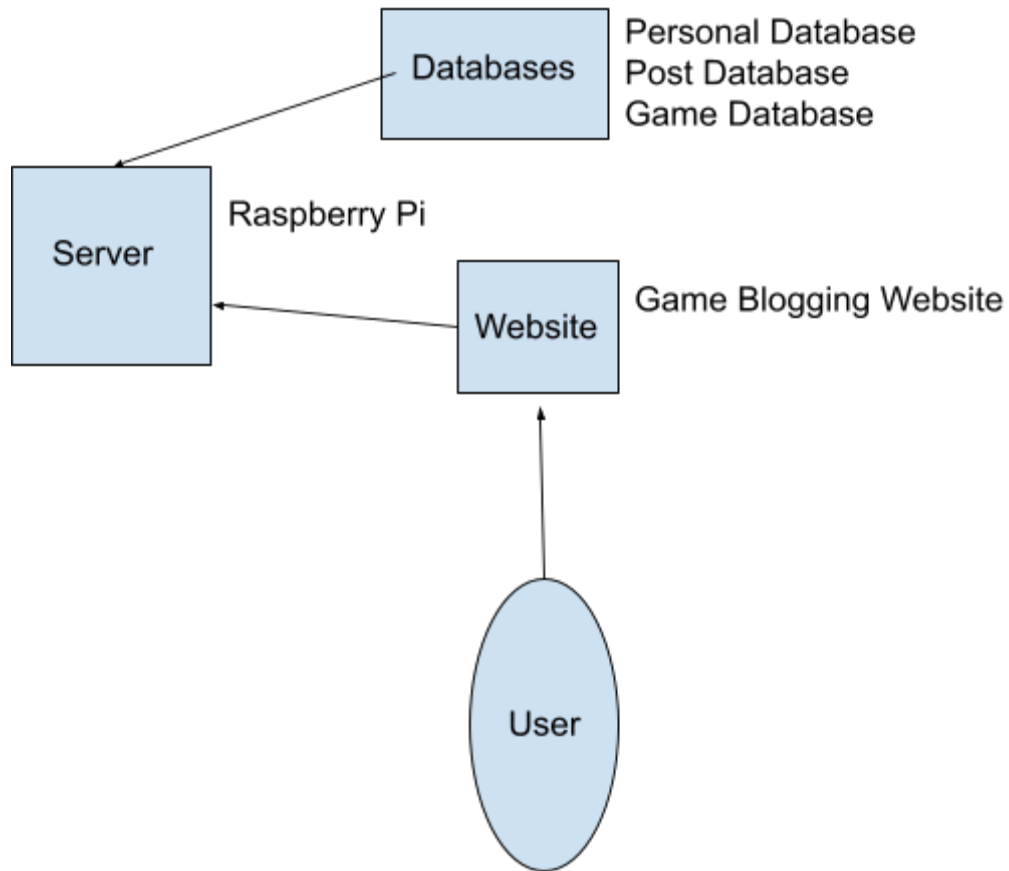 Databases
Personal Database
Post Database
Game Database
Server
Raspberry Pi
Website
Game Blogging Website
User